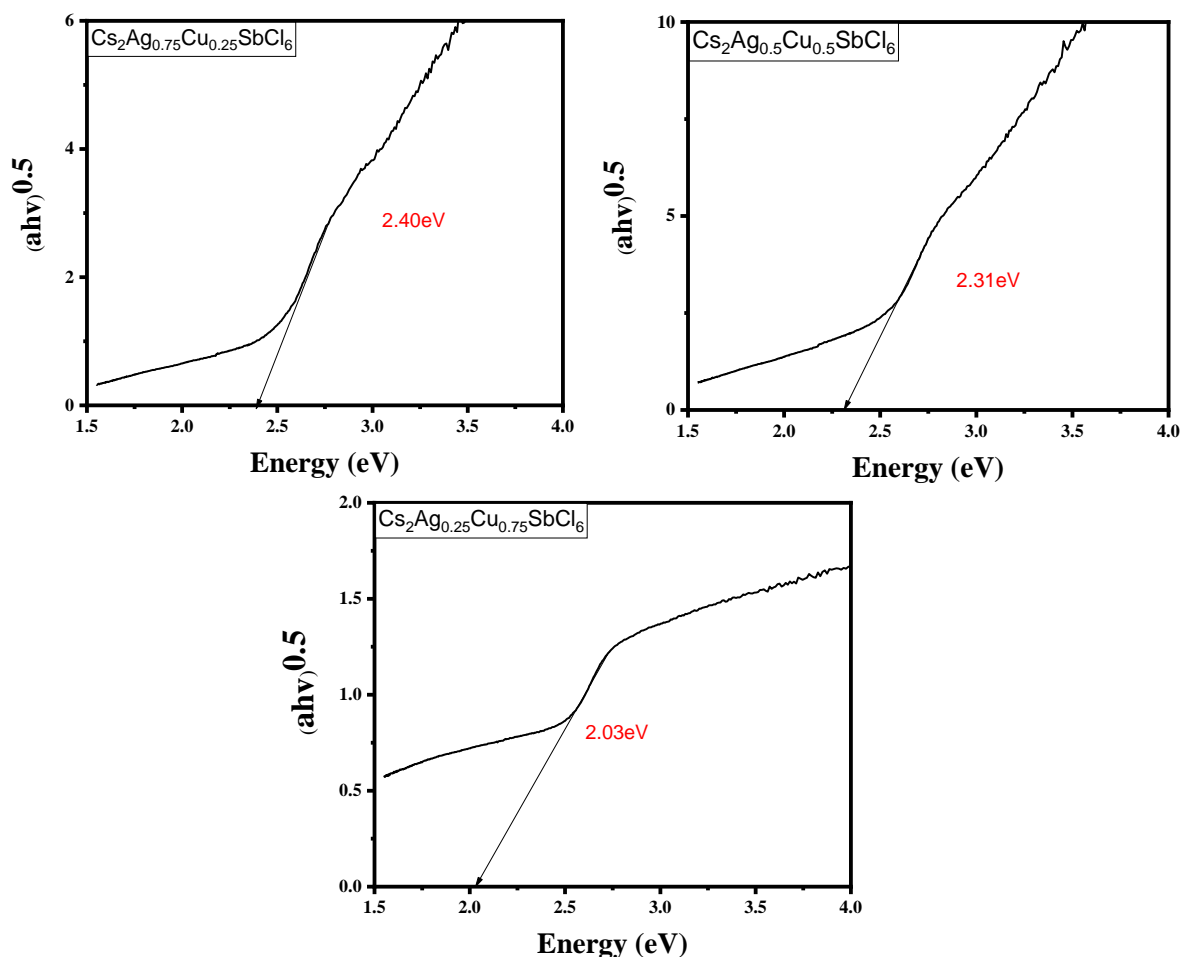 Cs₂Ag₀.₇₅Cu₀.₂₅SbCl₆
(ahv)0.5
6
4
2
0
2.40eV
1.5 2.0 2.5 3.0 3.5 4.0
Energy (eV)
Cs₂Ag₀.₅Cu₀.₅SbCl₆
(ahv)0.5
10
5
0
2.31eV
1.5 2.0 2.5 3.0 3.5 4.0
Energy (eV)
Cs₂Ag₀.₂₅Cu₀.₇₅SbCl₆
(ahv)0.5
2.0
1.5
1.0
0.5
0.0
2.03eV
1.5 2.0 2.5 3.0 3.5 4.0
Energy (eV)